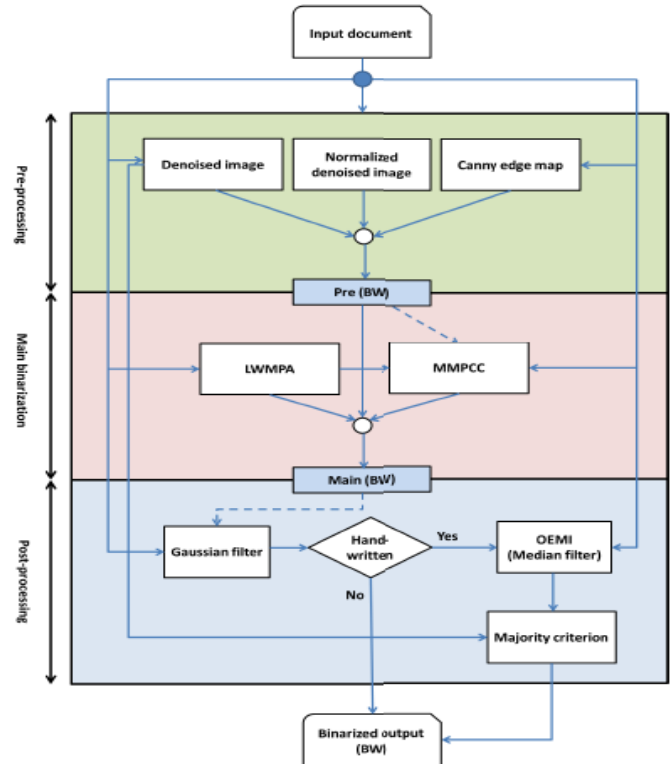 Input document
Pre-processing
Denoised image
Normalized
denoised image
Canny edge map
Pre (BW)
Main binarization
LWMPA
MMPCC
Main (BW)
Post-processing
Gaussian filter
Hand-
written
Yes
OEMI
(Median filter)
No
Majority criterion
Binarized output
(BW)